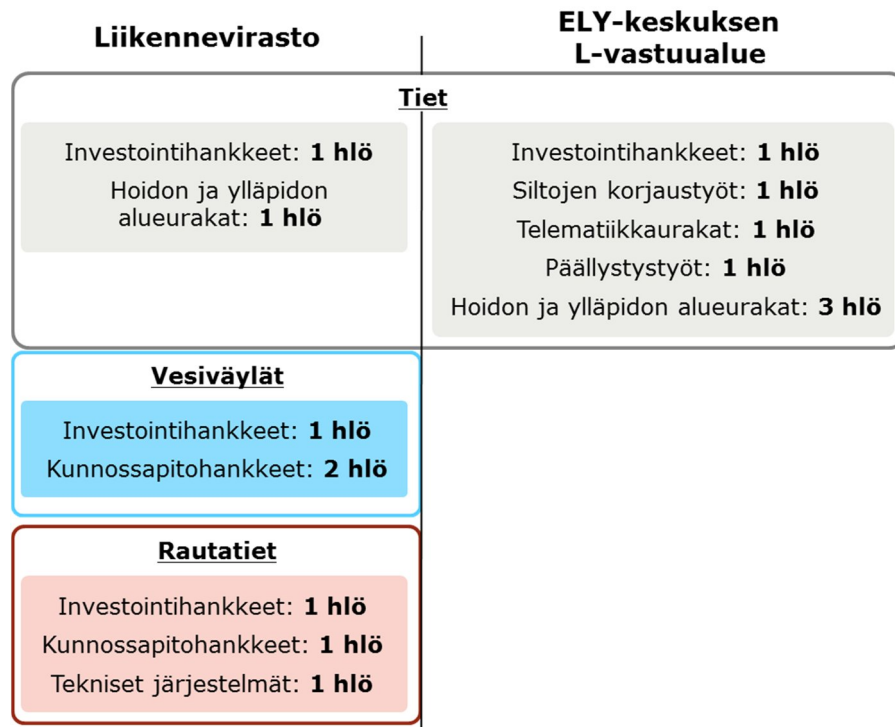 Liikennevirasto
ELY-keskuksen
L-vastuualue
Tiet
Investointihankkeet: 1 hlö
Hoidon ja ylläpidon
alueurakat: 1 hlö
Investointihankkeet: 1 hlö
Siltojen korjaustyöt: 1 hlö
Telematiikkaurakat: 1 hlö
Päällystystyöt: 1 hlö
Hoidon ja ylläpidon alueurakat: 3 hlö
Vesiväylät
Investointihankkeet: 1 hlö
Kunnossapitohankkeet: 2 hlö
Rautatiet
Investointihankkeet: 1 hlö
Kunnossapitohankkeet: 1 hlö
Tekniset järjestelmät: 1 hlö